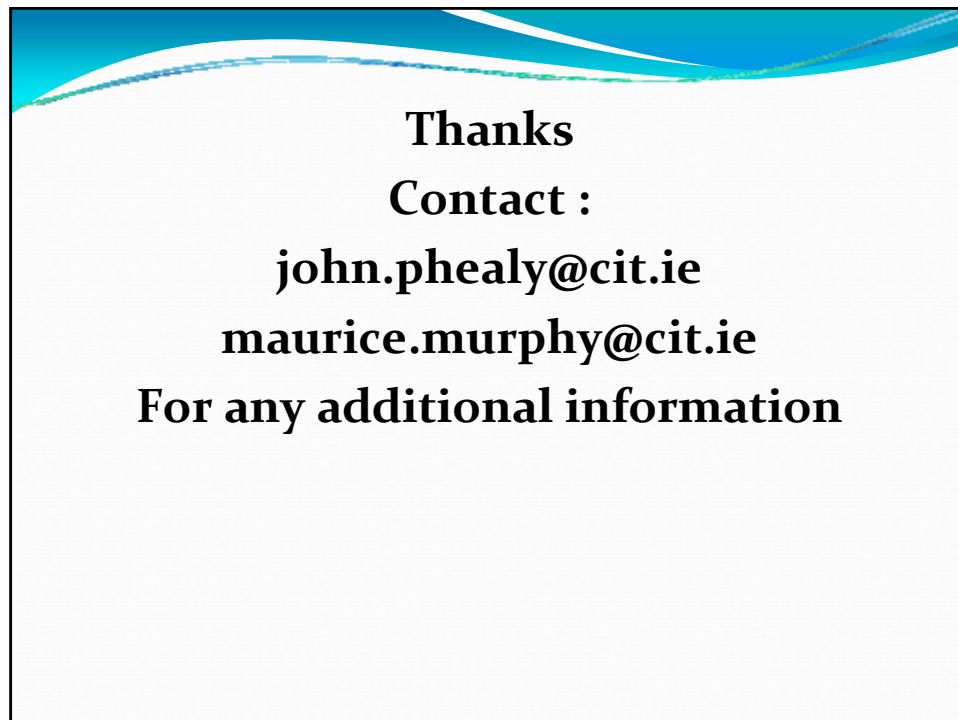 Thanks
Contact :
john.phealy@cit.ie
maurice.murphy@cit.ie
For any additional information